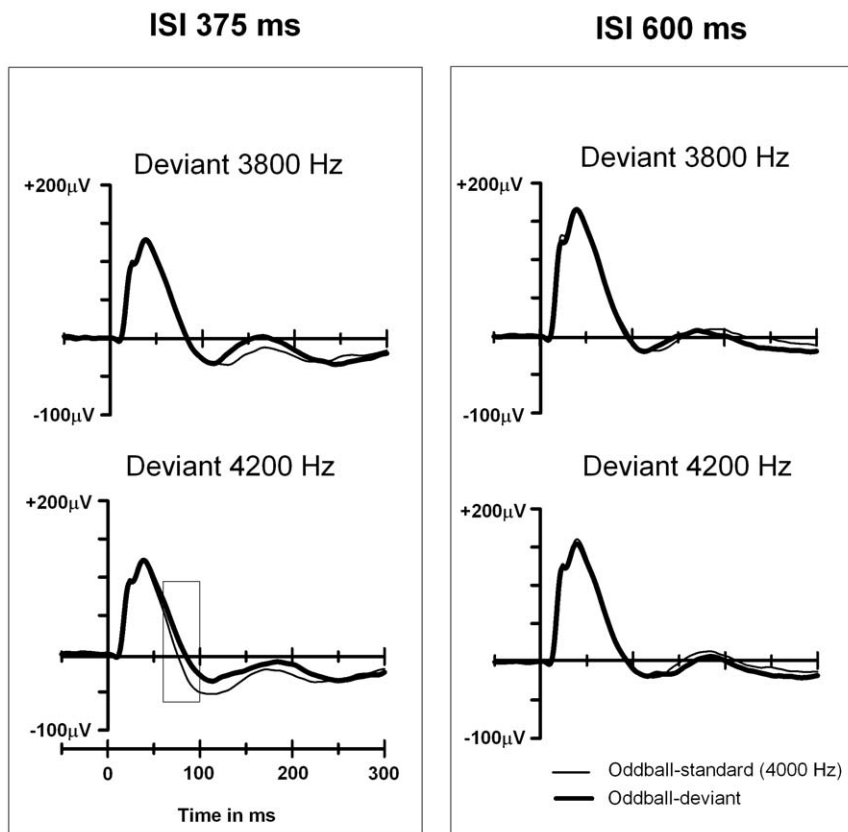 ISI 375 ms
ISI 600 ms
Deviant 3800 Hz
+200µV
-100µV
Deviant 4200 Hz
+200µV
-100µV
0 100 200 300
Time in ms
Deviant 3800 Hz
+200µV
-100µV
Deviant 4200 Hz
+200µV
-100µV
Oddball-standard (4000 Hz)
Oddball-deviant